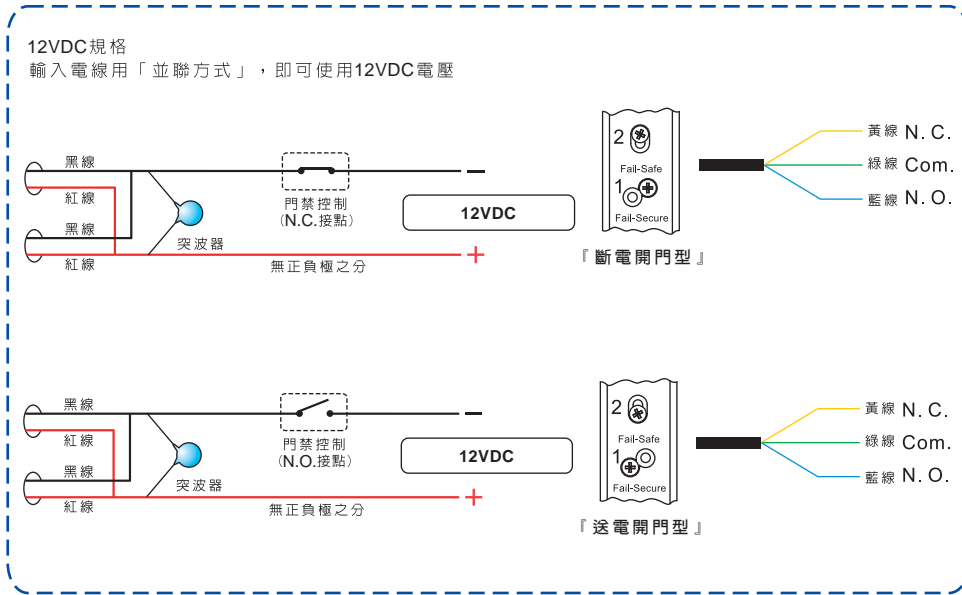 12VDC規格
輸入電線用「並聯方式」，即可使用12VDC電壓
黑線
紅線
黑線
紅線
突波器
門禁控制
(N.C.接點)
無正負極之分
−
12VDC
+
2
Fail-Safe
1
Fail-Secure
『斷電開門型』
黃線 N.C.
綠線 Com.
藍線 N.O.
黑線
紅線
黑線
紅線
突波器
門禁控制
(N.O.接點)
無正負極之分
−
12VDC
+
2
Fail-Safe
1
Fail-Secure
『送電開門型』
黃線 N.C.
綠線 Com.
藍線 N.O.